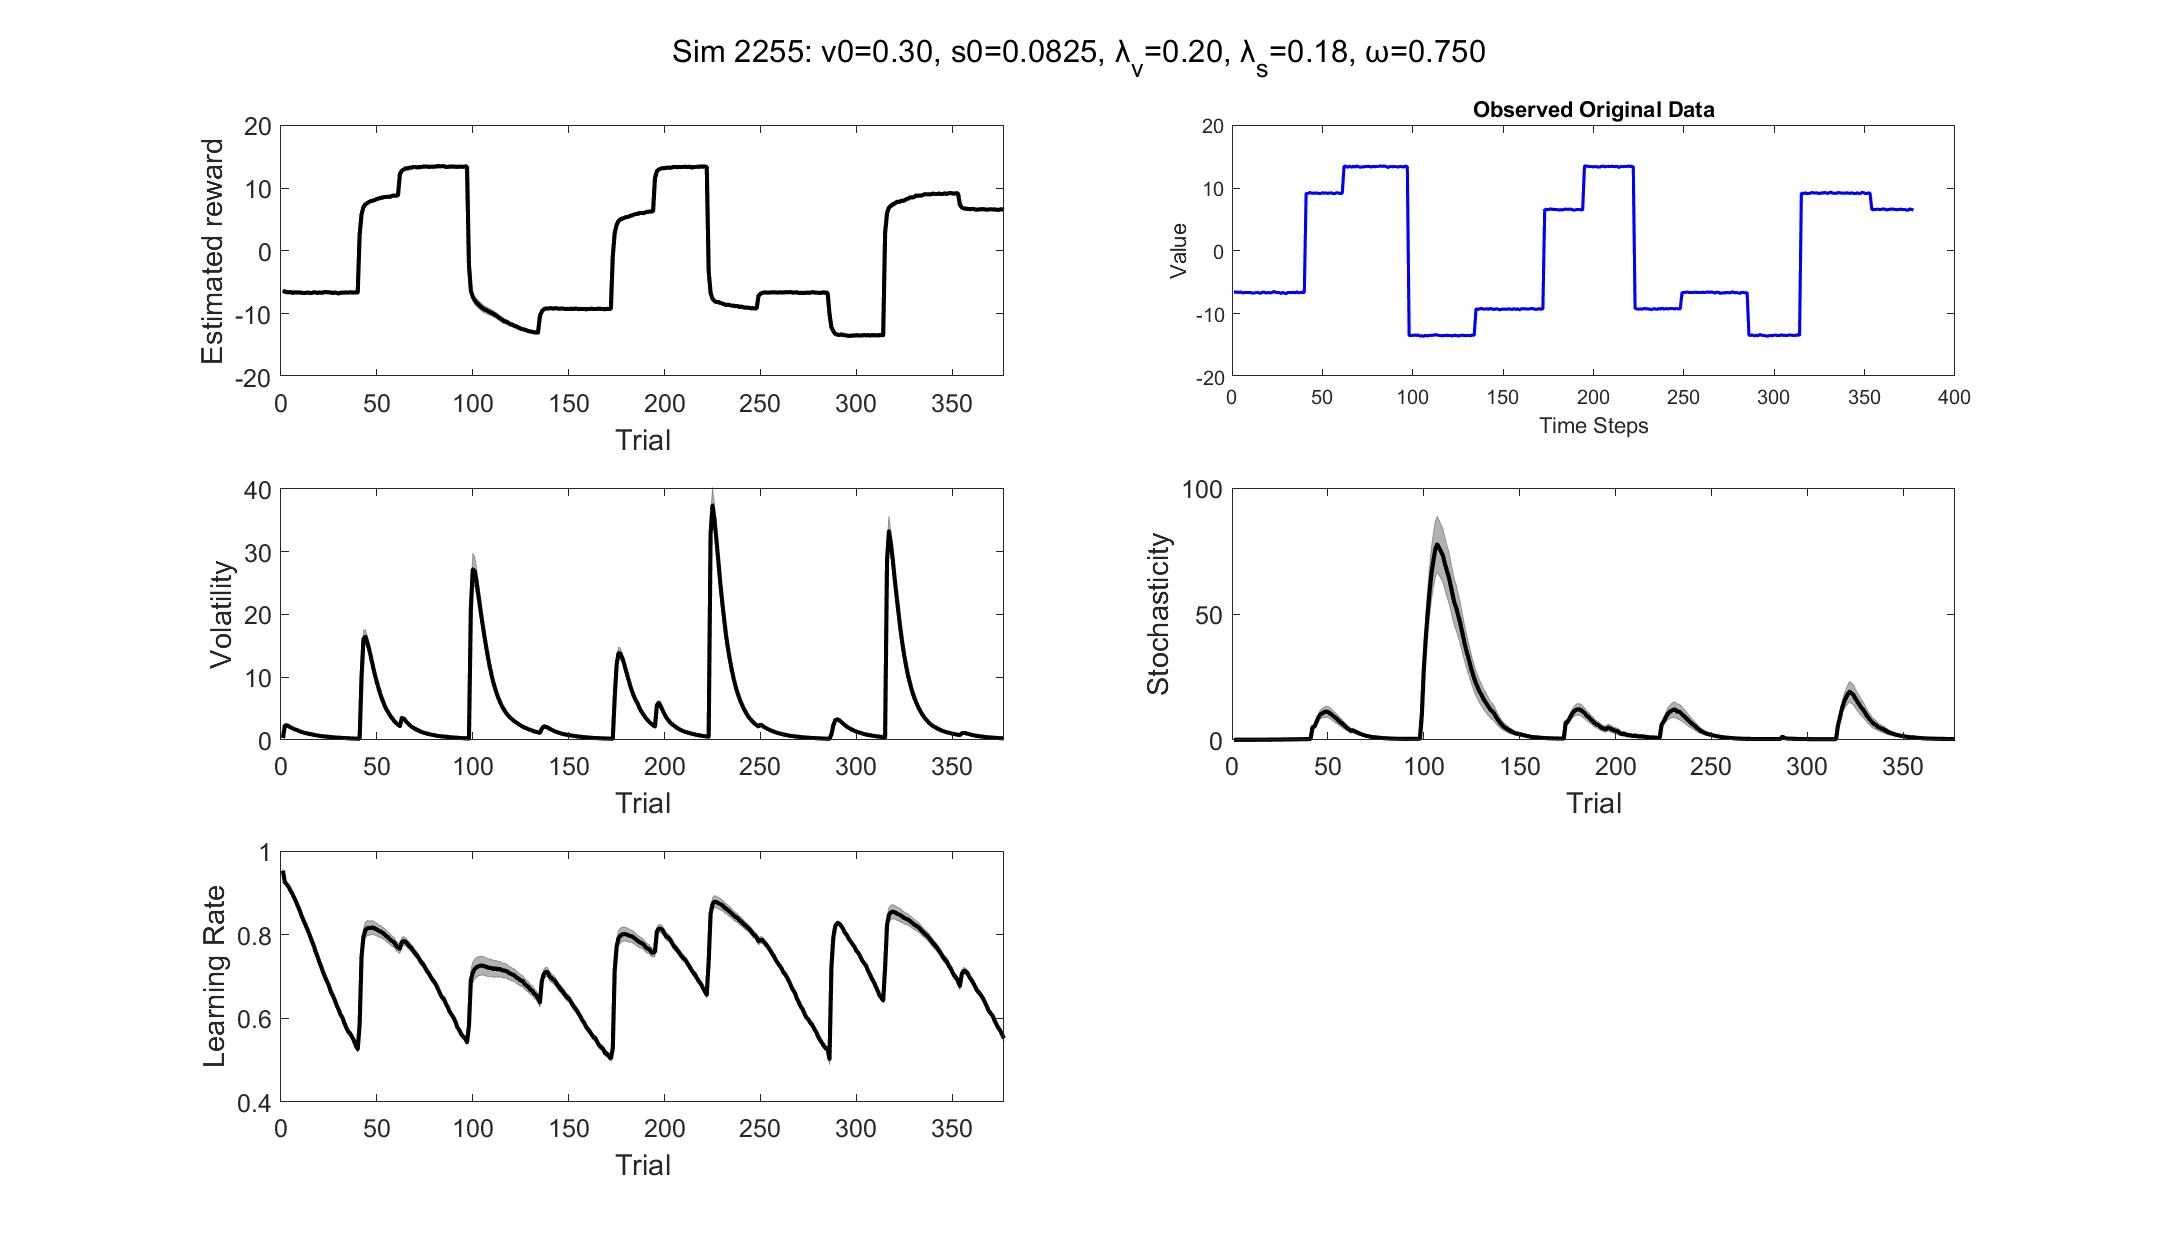 Sim 2255: v0=0.30, s0=0.0825, λ_v=0.20, λ_s=0.18, ω=0.750
Estimated reward
20
10
0
-10
-20
0 50 100 150 200 250 300 350
Trial
Observed Original Data
Value
20
10
0
-10
-20
0 50 100 150 200 250 300 350 400
Time Steps
Volatility
40
30
20
10
0
0 50 100 150 200 250 300 350
Trial
Stochasticity
100
50
0
0 50 100 150 200 250 300 350
Trial
Learning Rate
1
0.8
0.6
0.4
0 50 100 150 200 250 300 350
Trial